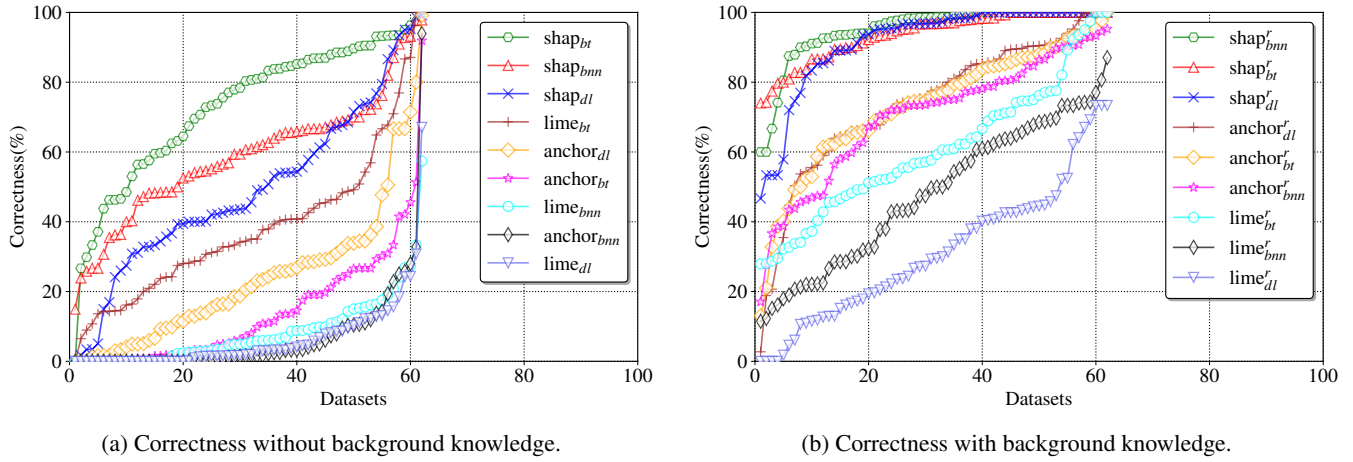 100
80
60
40
20
0
Correctness(%)
0 20 40 60 80 100
Datasets
shap_bt
shap_bnn
shap_dl
lime_bt
anchor_dl
anchor_bt
lime_bnn
anchor_bnn
lime_dl
(a) Correctness without background knowledge.
100
80
60
40
20
0
Correctness(%)
0 20 40 60 80 100
Datasets
shap^r_bnn
shap^r_bt
shap^r_dl
anchor^r_dl
anchor^r_bt
anchor^r_bnn
lime^r_bt
lime^r_bnn
lime^r_dl
(b) Correctness with background knowledge.